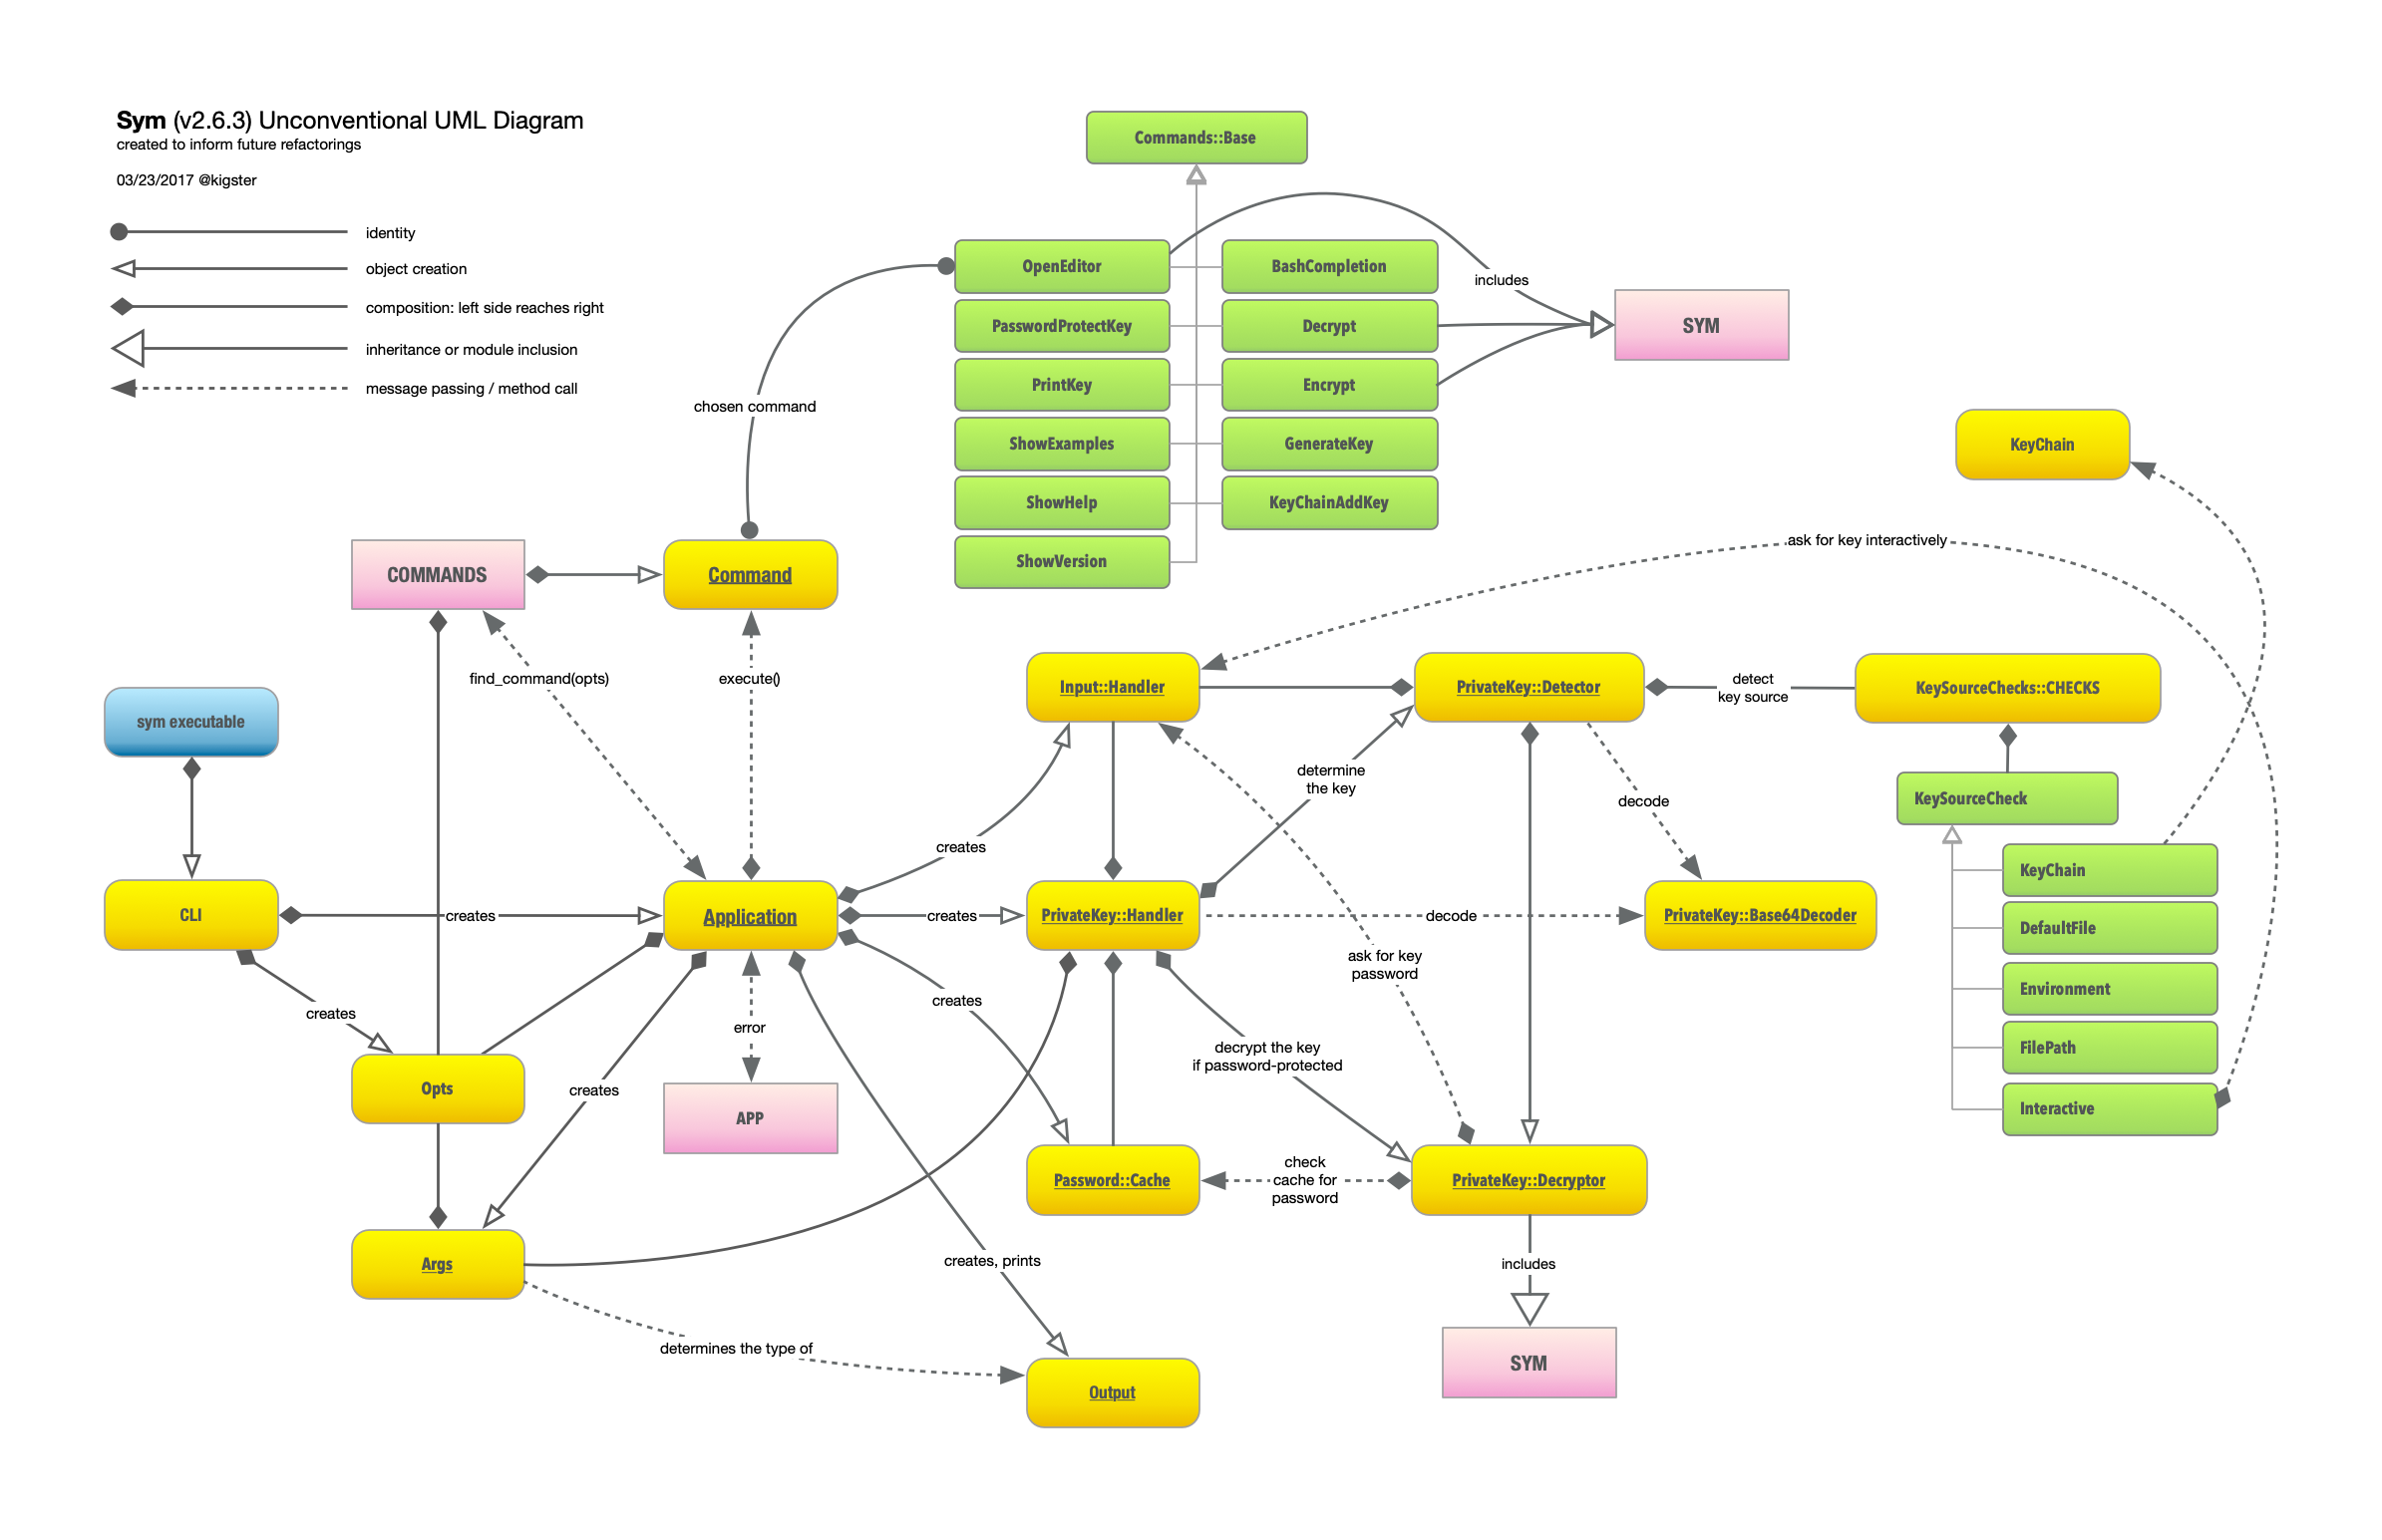 Sym (v2.6.3) Unconventional UML Diagram
created to inform future refactorings
03/23/2017 @kigster
identity
object creation
composition: left side reaches right
inheritance or module inclusion
message passing / method call
Commands::Base
OpenEditor
BashCompletion
PasswordProtectKey
Decrypt
PrintKey
Encrypt
ShowExamples
GenerateKey
ShowHelp
KeyChainAddKey
ShowVersion
includes
SYM
chosen command
KeyChain
ask for key interactively
COMMANDS
Command
find_command(opts)
execute()
Input::Handler
PrivateKey::Detector
detect
key source
KeySourceChecks::CHECKS
sym executable
determine
the key
decode
KeySourceCheck
creates
KeyChain
CLI
creates
Application
creates
PrivateKey::Handler
decode
PrivateKey::Base64Decoder
DefaultFile
ask for key
password
Environment
creates
creates
error
decrypt the key
if password-protected
FilePath
Opts
creates
APP
Interactive
Password::Cache
check
cache for
password
PrivateKey::Decryptor
Args
creates, prints
includes
determines the type of
Output
SYM